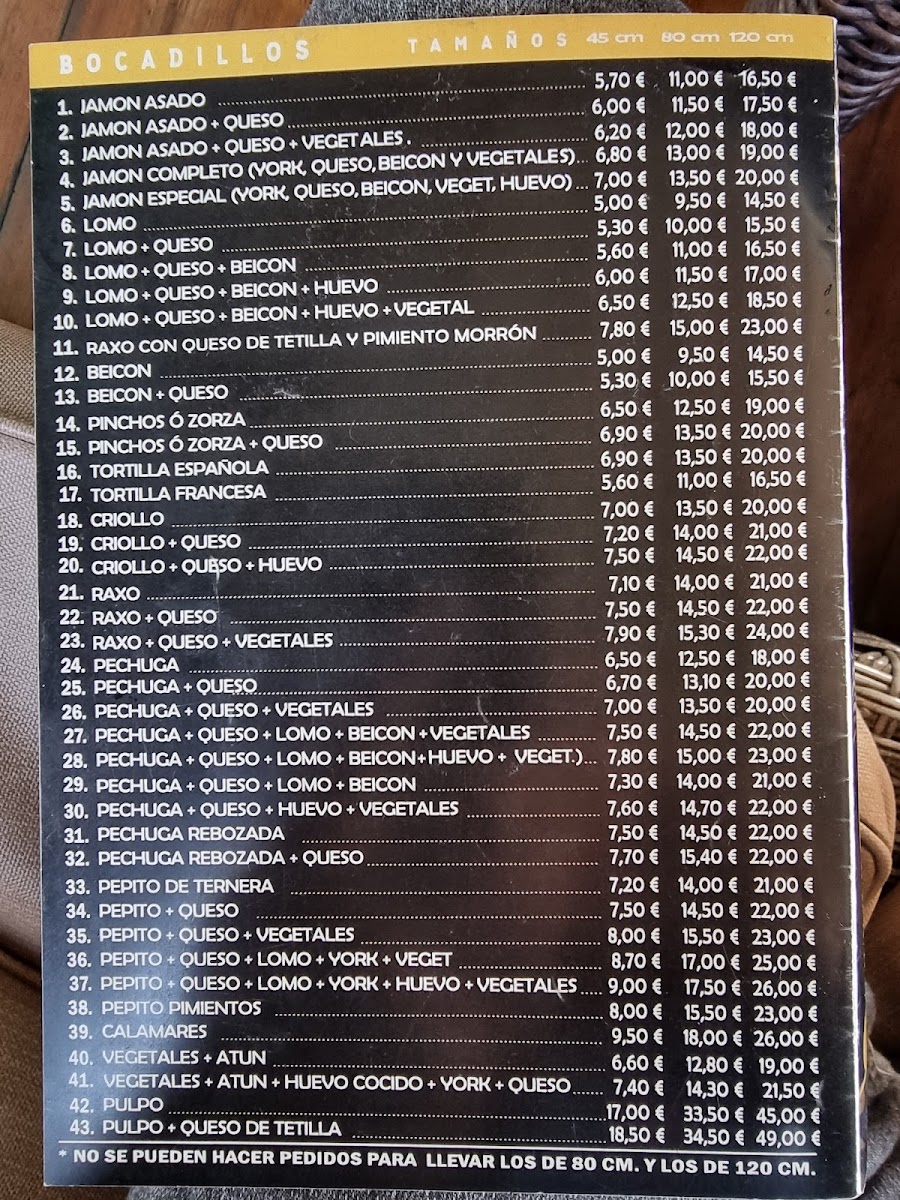 BOCADILLOS TAMAÑOS 45 cm 80 cm 120 cm
1. JAMON ASADO 5,70 € 11,00 € 16,50 €
2. JAMON ASADO + QUESO 6,00 € 11,50 € 17,50 €
3. JAMON ASADO + QUESO + VEGETALES . 6,20 € 12,00 € 18,00 €
4. JAMON COMPLETO (YORK, QUESO, BEICON Y VEGETALES) 6,80 € 13,00 € 19,00 €
5. JAMON ESPECIAL (YORK, QUESO, BEICON, VEGET, HUEVO) 7,00 € 13,50 € 20,00 €
6. LOMO 5,00 € 9,50 € 14,50 €
7. LOMO + QUESO 5,30 € 10,00 € 15,50 €
8. LOMO + QUESO + BEICON 5,60 € 11,00 € 16,50 €
9. LOMO + QUESO + BEICON + HUEVO 6,00 € 11,50 € 17,00 €
10. LOMO + QUESO + BEICON + HUEVO + VEGETAL 6,50 € 12,50 € 18,50 €
11. RAXO CON QUESO DE TETILLA Y PIMIENTO MORRÓN 7,80 € 15,00 € 23,00 €
12. BEICON 5,00 € 9,50 € 14,50 €
13. BEICON + QUESO 5,30 € 10,00 € 15,50 €
14. PINCHOS Ó ZORZA 6,50 € 12,50 € 19,00 €
15. PINCHOS Ó ZORZA + QUESO 6,90 € 13,50 € 20,00 €
16. TORTILLA ESPAÑOLA 6,90 € 13,50 € 20,00 €
17. TORTILLA FRANCESA 5,60 € 11,00 € 16,50 €
18. CRIOLLO 7,00 € 13,50 € 20,00 €
19. CRIOLLO + QUESO 7,20 € 14,00 € 21,00 €
20. CRIOLLO + QUESO + HUEVO 7,50 € 14,50 € 22,00 €
21. RAXO 7,10 € 14,00 € 21,00 €
22. RAXO + QUESO 7,50 € 14,50 € 22,00 €
23. RAXO + QUESO + VEGETALES 7,90 € 15,30 € 24,00 €
24. PECHUGA 6,50 € 12,50 € 18,00 €
25. PECHUGA + QUESO 6,70 € 13,10 € 20,00 €
26. PECHUGA + QUESO + VEGETALES 7,00 € 13,50 € 20,00 €
27. PECHUGA + QUESO + LOMO + BEICON + VEGETALES 7,50 € 14,50 € 22,00 €
28. PECHUGA + QUESO + LOMO + BEICON+HUEVO + VEGET.) 7,80 € 15,00 € 23,00 €
29. PECHUGA + QUESO + LOMO + BEICON 7,30 € 14,00 € 21,00 €
30. PECHUGA + QUESO + HUEVO + VEGETALES 7,60 € 14,70 € 22,00 €
31. PECHUGA REBOZADA 7,50 € 14,50 € 22,00 €
32. PECHUGA REBOZADA + QUESO 7,70 € 15,40 € 22,00 €
33. PEPITO DE TERNERA 7,20 € 14,00 € 21,00 €
34. PEPITO + QUESO 7,50 € 14,50 € 22,00 €
35. PEPITO + QUESO + VEGETALES 8,00 € 15,50 € 23,00 €
36. PEPITO + QUESO + LOMO + YORK + VEGET 8,70 € 17,00 € 25,00 €
37. PEPITO + QUESO + LOMO + YORK + HUEVO + VEGETALES 9,00 € 17,50 € 26,00 €
38. PEPITO PIMIENTOS 8,00 € 15,50 € 23,00 €
39. CALAMARES 9,50 € 18,00 € 26,00 €
40. VEGETALES + ATUN 6,60 € 12,80 € 19,00 €
41. VEGETALES + ATUN + HUEVO COCIDO + YORK + QUESO 7,40 € 14,30 € 21,50 €
42. PULPO 17,00 € 33,50 € 45,00 €
43. PULPO + QUESO DE TETILLA 18,50 € 34,50 € 49,00 €
* NO SE PUEDEN HACER PEDIDOS PARA LLEVAR LOS DE 80 CM. Y LOS DE 120 CM.